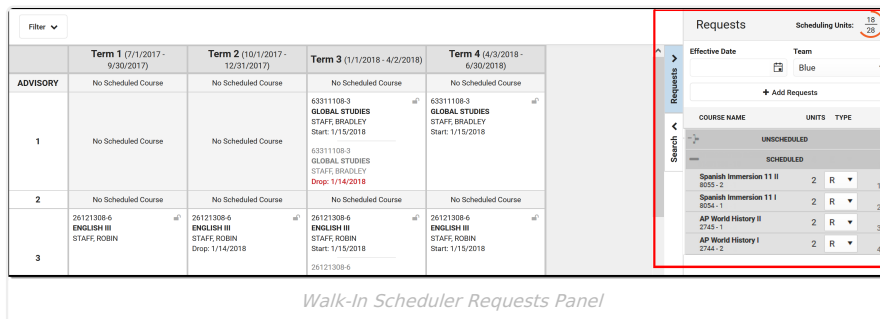 Filter
Term 1 (7/1/2017 - 9/30/2017)
Term 2 (10/1/2017 - 12/31/2017)
Term 3 (1/1/2018 - 4/2/2018)
Term 4 (4/3/2018 - 6/30/2018)
ADVISORY
No Scheduled Course
No Scheduled Course
No Scheduled Course
No Scheduled Course
1
No Scheduled Course
No Scheduled Course
63311108-3
GLOBAL STUDIES
STAFF, BRADLEY
Start: 1/15/2018
63311108-3
GLOBAL STUDIES
STAFF, BRADLEY
Drop: 1/14/2018
63311108-3
GLOBAL STUDIES
STAFF, BRADLEY
Start: 1/15/2018
2
No Scheduled Course
No Scheduled Course
No Scheduled Course
No Scheduled Course
3
26121308-6
ENGLISH III
STAFF, ROBIN
26121308-6
ENGLISH III
STAFF, ROBIN
Drop: 1/14/2018
26121308-6
ENGLISH III
STAFF, ROBIN
Start: 1/15/2018
26121308-6
26121308-6
ENGLISH III
STAFF, ROBIN
Start: 1/15/2018
Requests
Search
Requests
Scheduling Units:
18
28
Effective Date
Team
Blue
+ Add Requests
COURSE NAME UNITS TYPE
UNSCHEDULED
SCHEDULED
Spanish Immersion 11 II
8055 - 2
2 R 1
Spanish Immersion 11 I
8054 - 1
2 R 2
AP World History II
2745 - 1
2 R 3
AP World History I
2744 - 2
2 R 4
Walk-In Scheduler Requests Panel